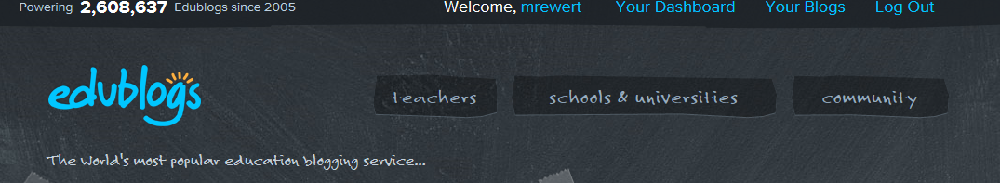 Powering 2,608,637 Edublogs since 2005
Welcome, mrewert Your Dashboard Your Blogs Log Out
edublogs
teachers schools & universities community
The World's most popular education blogging service...